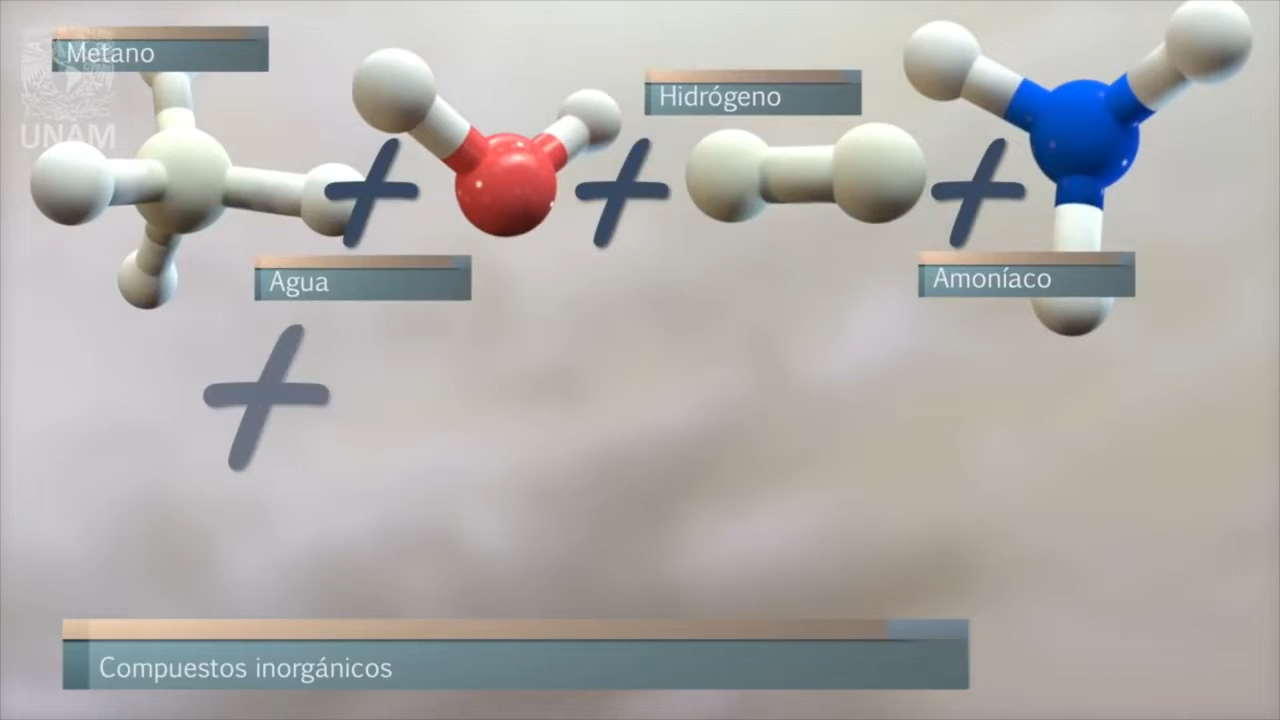 Metano
UNAM
Hidrógeno
Agua
Amoníaco
Compuestos inorgánicos